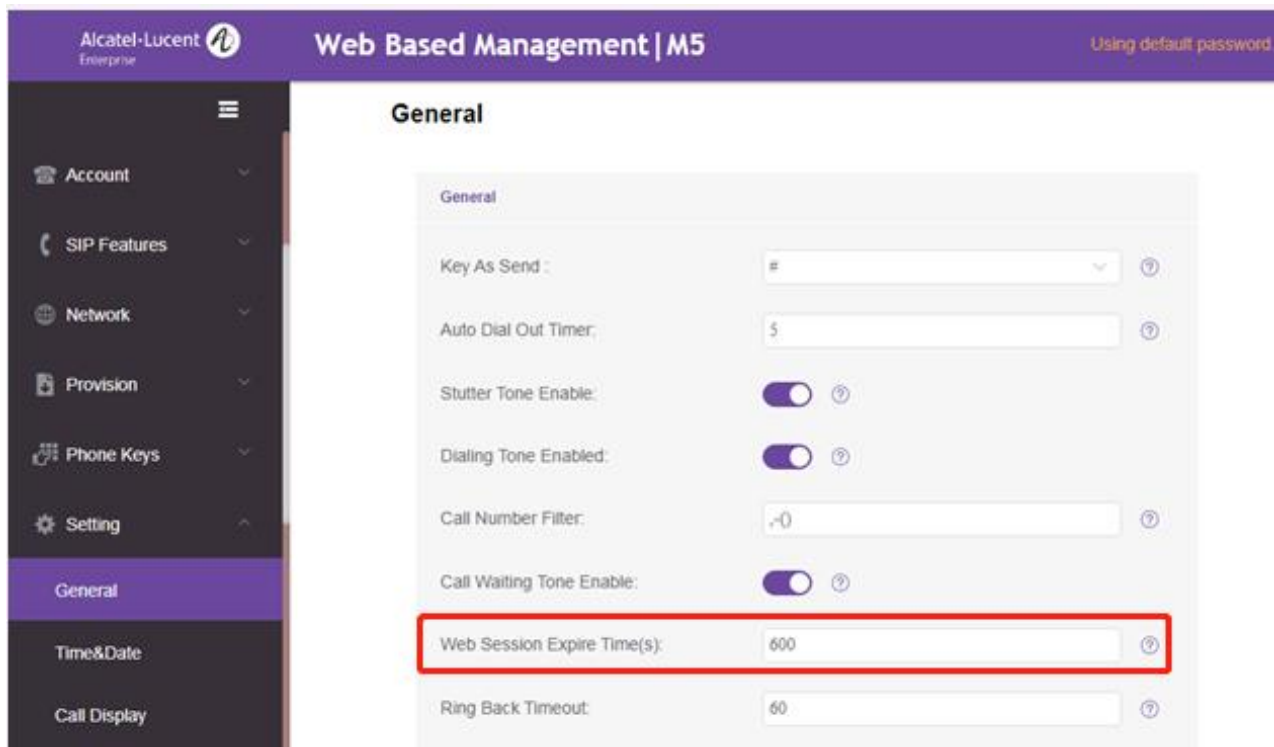 Alcatel-Lucent
Enterprise
Web Based Management|M5
Using default password
General
Account
SIP Features
Network
Provision
Phone Keys
Setting
General
Time&Date
Call Display
General
Key As Send : #
Auto Dial Out Timer: 5
Stutter Tone Enable:
Dialing Tone Enabled:
Call Number Filter: ,-()
Call Waiting Tone Enable:
Web Session Expire Time(s): 600
Ring Back Timeout: 60